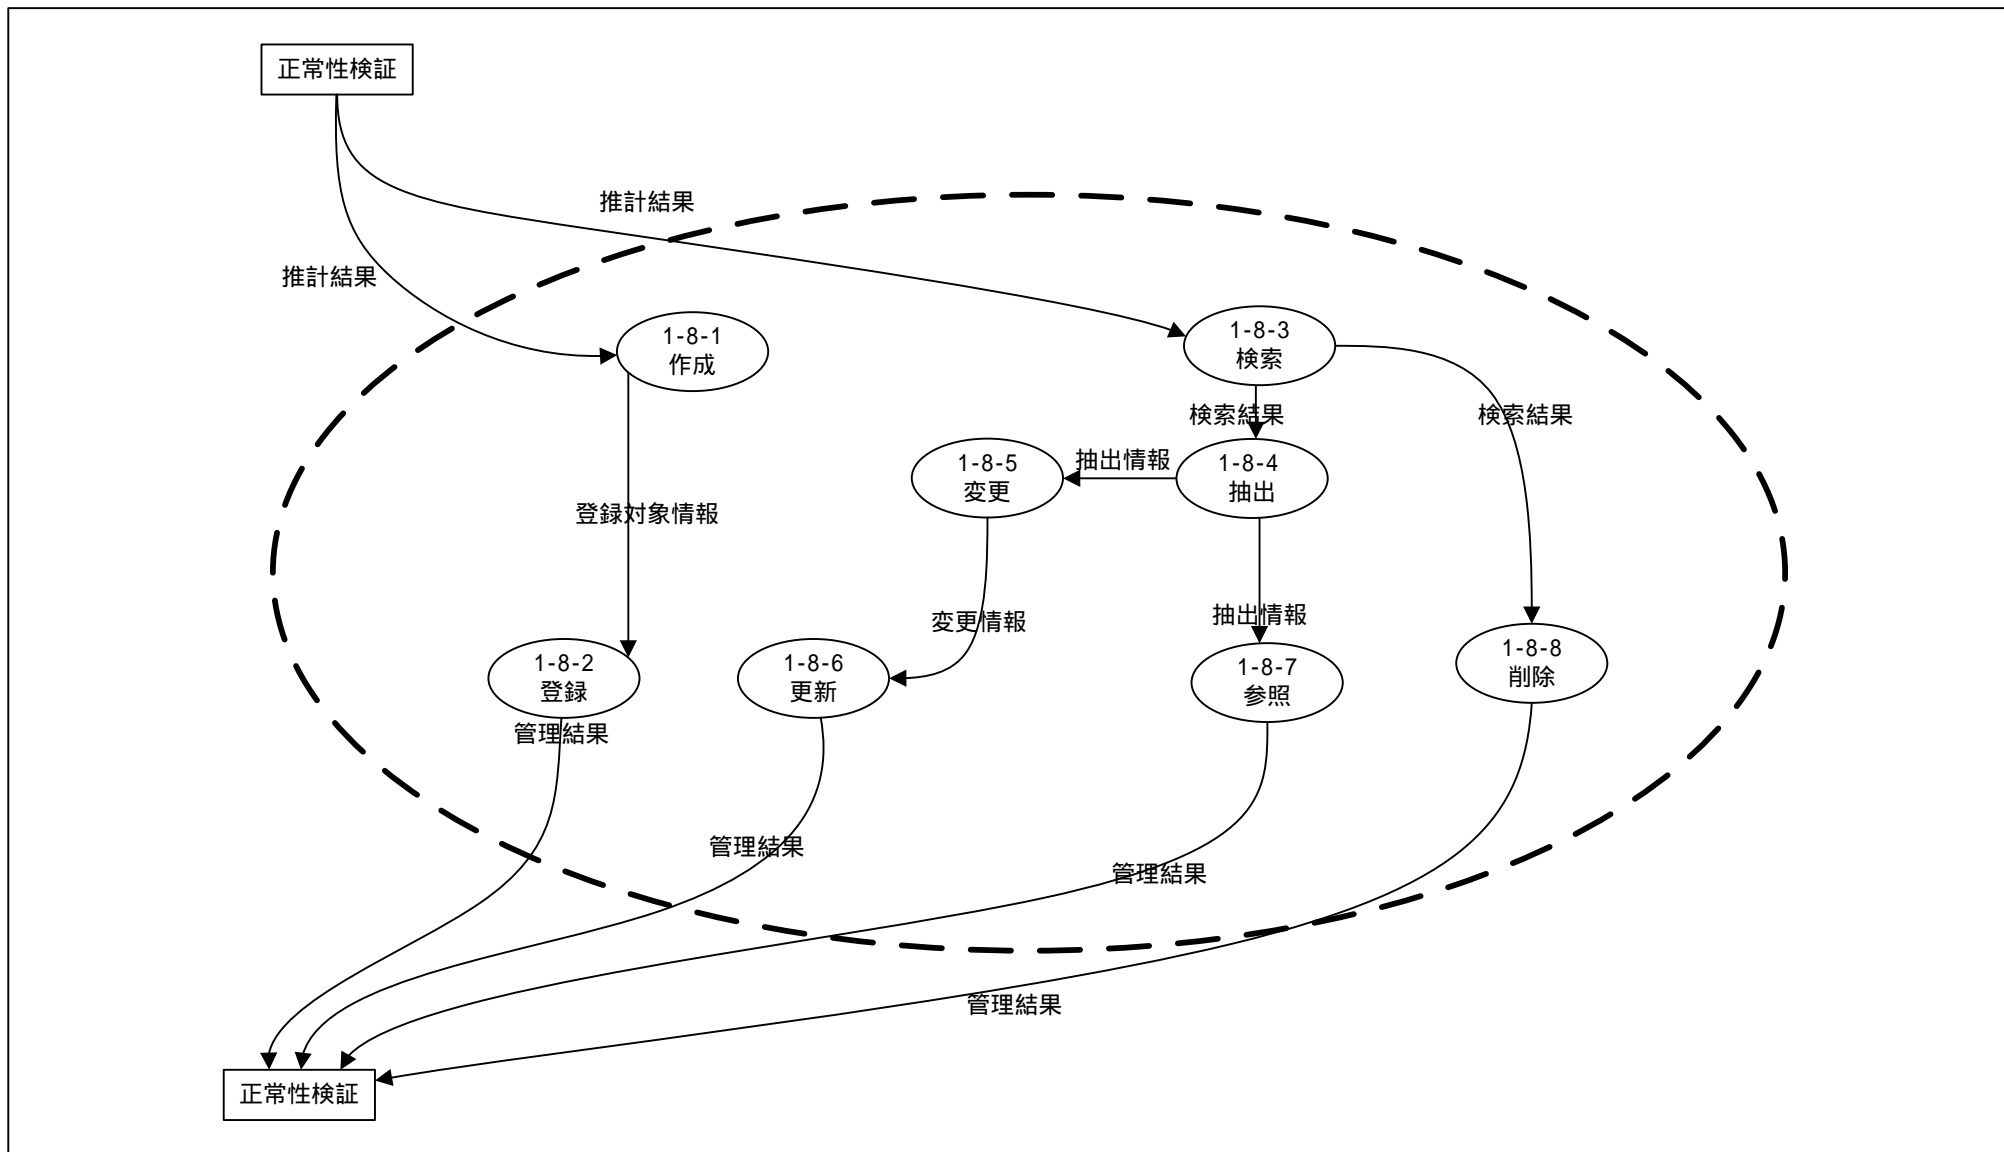 正常性検証
推計結果
推計結果
1-8-1
作成
1-8-3
検索
検索結果
検索結果
1-8-5
変更
抽出情報
1-8-4
抽出
登録対象情報
変更情報
抽出情報
1-8-2
登録
1-8-6
更新
1-8-7
参照
1-8-8
削除
管理結果
管理結果
管理結果
管理結果
正常性検証